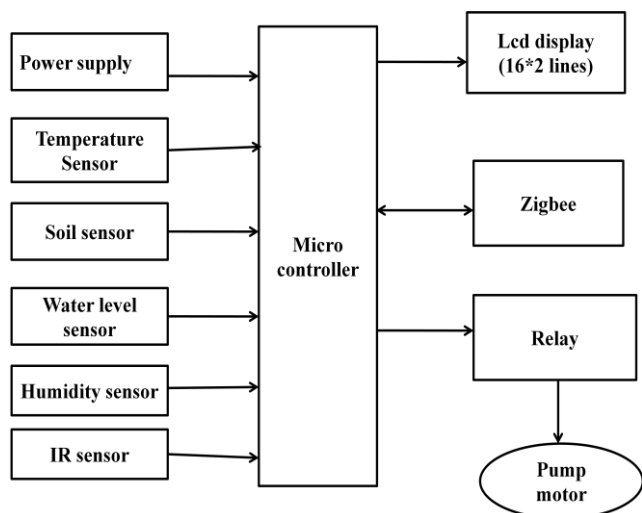 Power supply
Temperature
Sensor
Soil sensor
Water level
sensor
Humidity sensor
IR sensor
Micro
controller
Lcd display
(16*2 lines)
Zigbee
Relay
Pump
motor